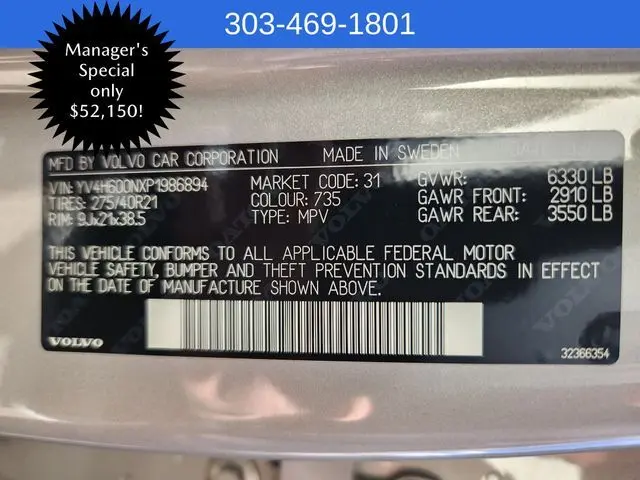 303-469-1801
Manager's
Special
only
$52,150!
MFD BY VOLVO CAR CORPORATION MADE IN SWEDEN
VIN: YV4H600NXP1986894 MARKET CODE: 31 GVWR: 6330 LB
TIRES: 275/40R21 COLOUR: 735 GAWR FRONT: 2910 LB
RIM: 9Jx21x38.5 TYPE: MPV GAWR REAR: 3550 LB
THIS VEHICLE CONFORMS TO ALL APPLICABLE FEDERAL MOTOR
VEHICLE SAFETY, BUMPER AND THEFT PREVENTION STANDARDS IN EFFECT
ON THE DATE OF MANUFACTURE SHOWN ABOVE.
VOLVO 32366354